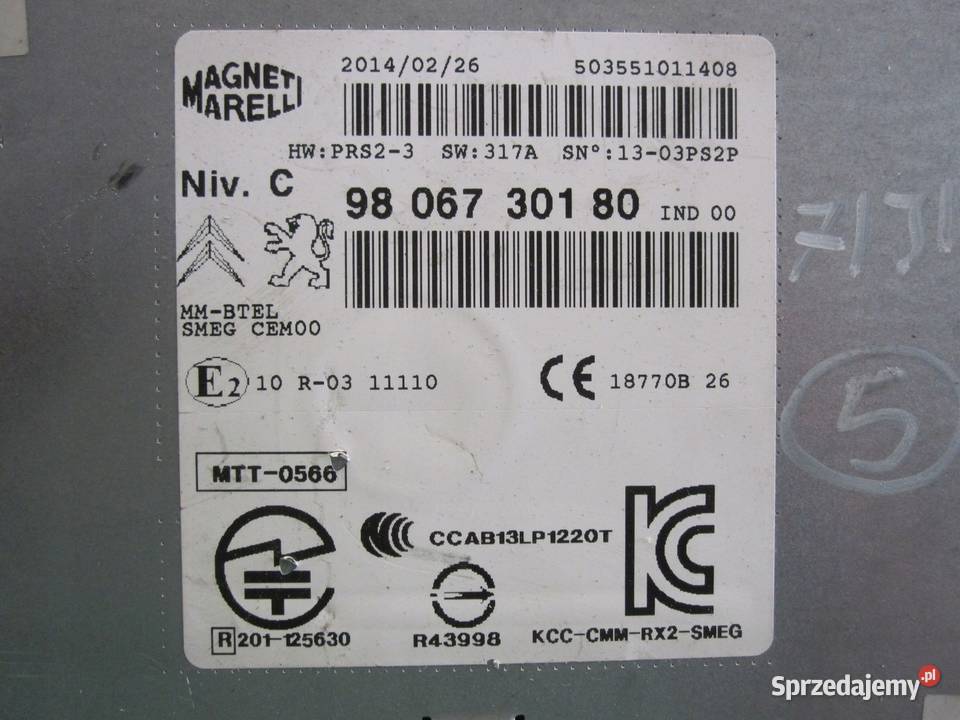 MAGNETI
MARELLI
2014/02/26 503551011408
HW:PRS2-3 SW:317A SN°:13-03PS2P
Niv. C 98 067 301 80 IND 00
MM-BTEL
SMEG CEM00
E2 10 R-03 11110 CE 18770B 26
MTT-0566
CCAB13LP1220T
R 201-125630 R43998 KCC-CMM-RX2-SMEG
5
Sprzedajemy.pl